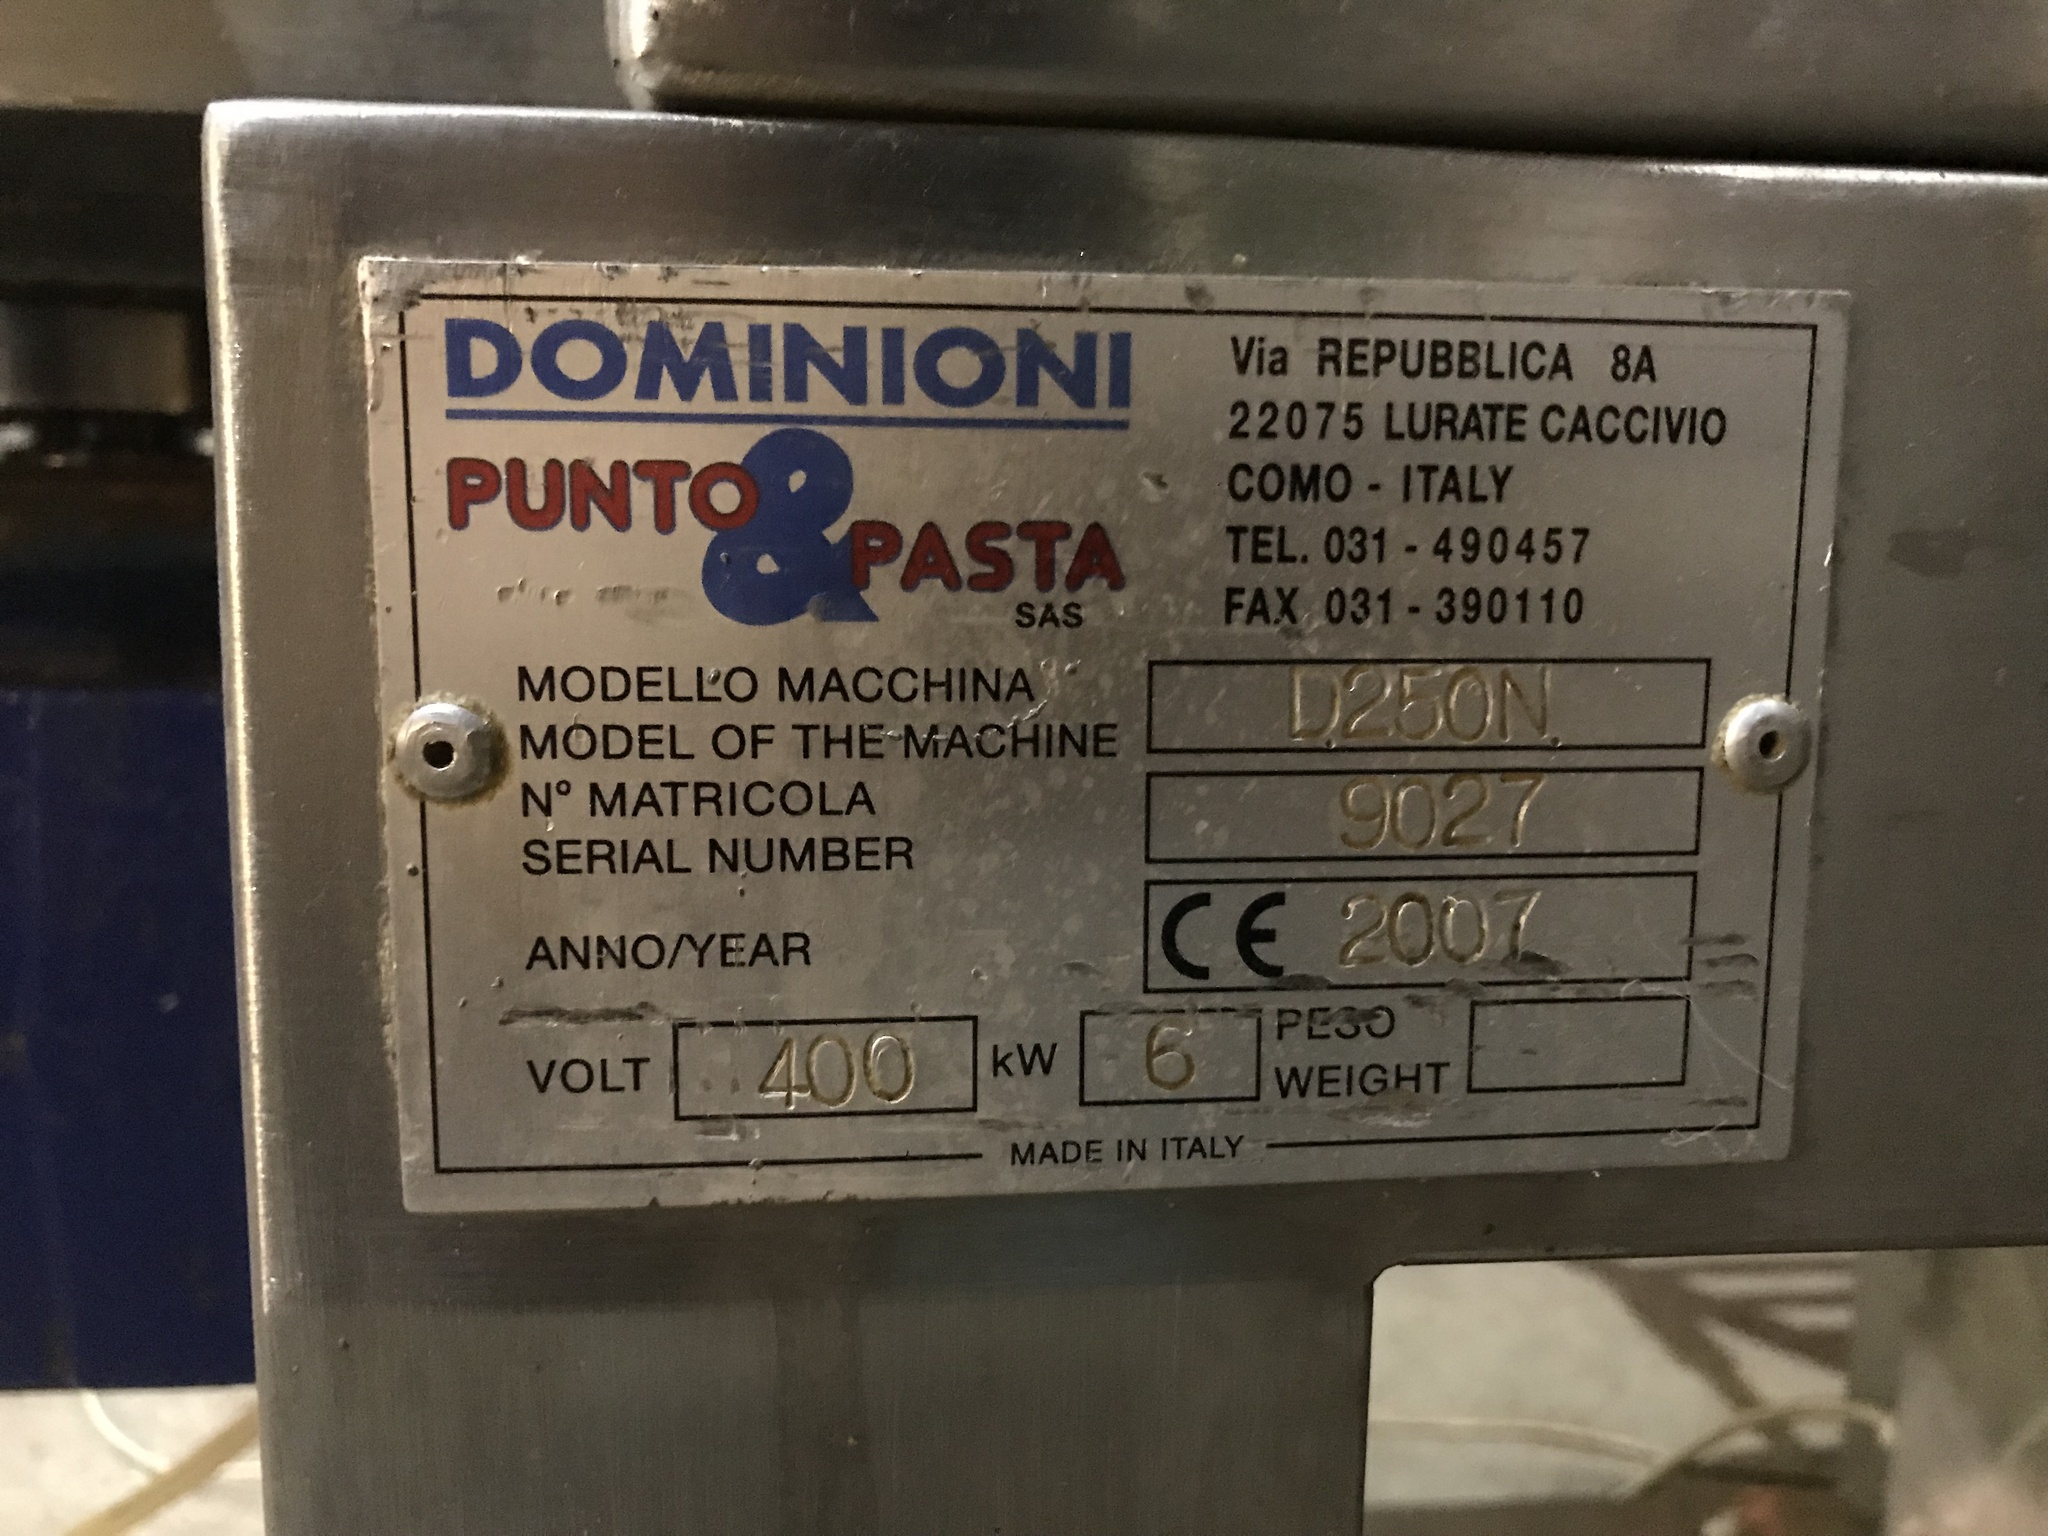 DOMINIONI
PUNTO & PASTA
SAS
Via REPUBBLICA 8A
22075 LURATE CACCIVIO
COMO - ITALY
TEL. 031 - 490457
FAX 031 - 390110
MODELLO MACCHINA
MODEL OF THE MACHINE
D.250N.
N° MATRICOLA
SERIAL NUMBER
9027
ANNO/YEAR
CE 2007
VOLT 400 kW 6 PESO
WEIGHT
MADE IN ITALY